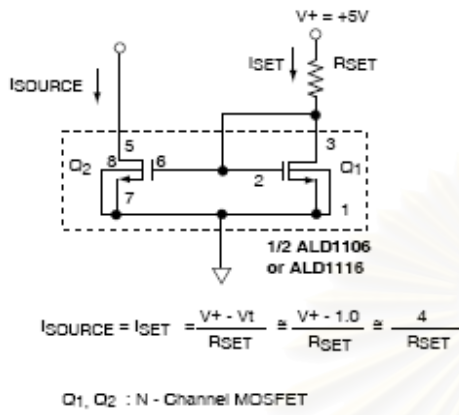 V+ = +5V
ISET
RSET
ISOURCE
5
3
Q2
8
6
2
Q1
7
1
1/2 ALD1106
or ALD1116
ISOURCE = ISET = V+ - Vt / RSET ≅ V+ - 1.0 / RSET ≅ 4 / RSET
Q1, Q2 : N - Channel MOSFET